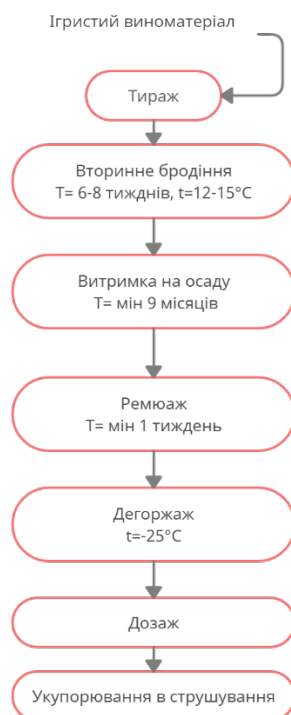 Ігристий виноматеріал
Тираж
Вторинне бродіння
Т= 6-8 тижднів, t=12-15°C
Витримка на осаду
Т= мін 9 місяців
Ремюаж
Т= мін 1 тиждень
Дегоржаж
t=-25°C
Дозаж
Укупорювання в струшування